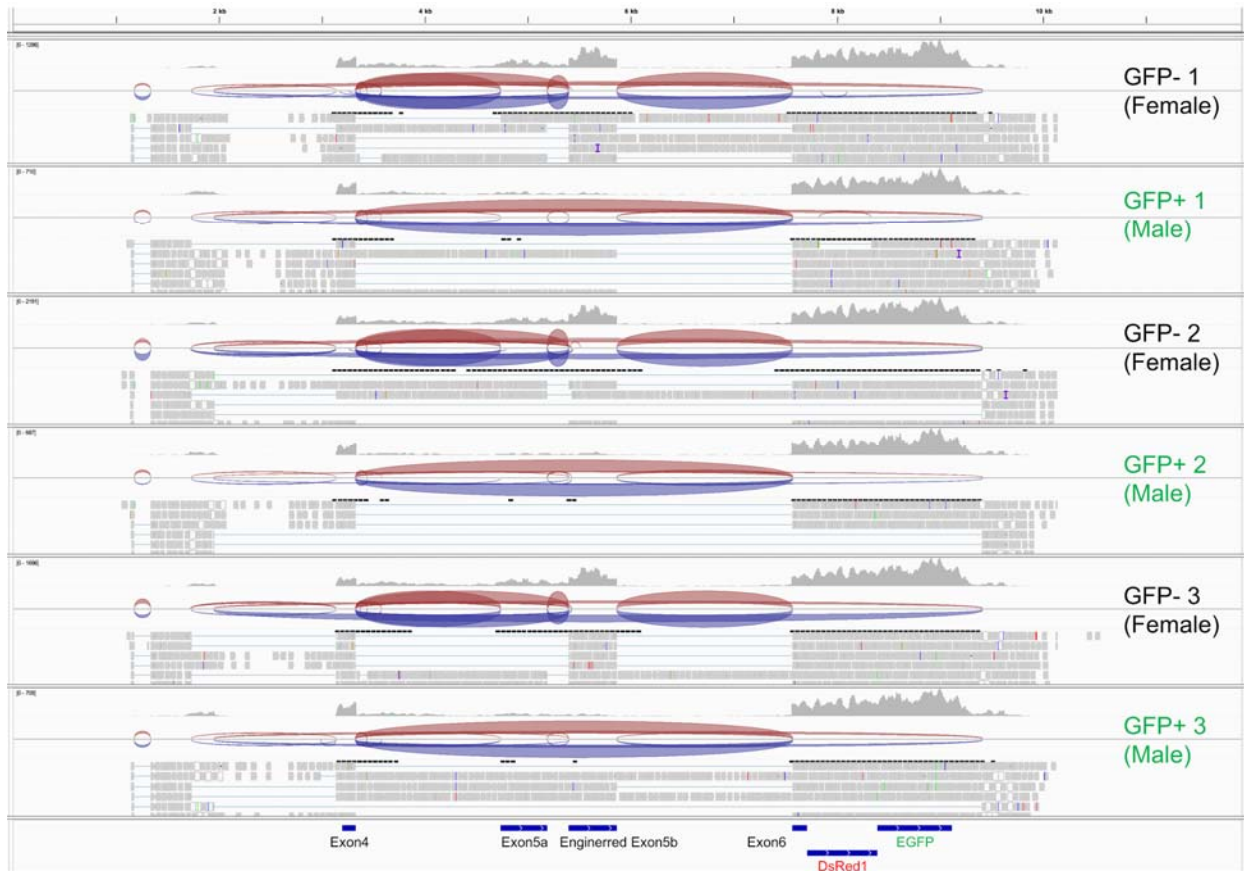 2 kb 4 kb 6 kb 8 kb 10 kb
GFP- 1
(Female)
GFP+ 1
(Male)
GFP- 2
(Female)
GFP+ 2
(Male)
GFP- 3
(Female)
GFP+ 3
(Male)
Exon4 Exon5a Enginerred Exon5b Exon6 EGFP
DsRed1